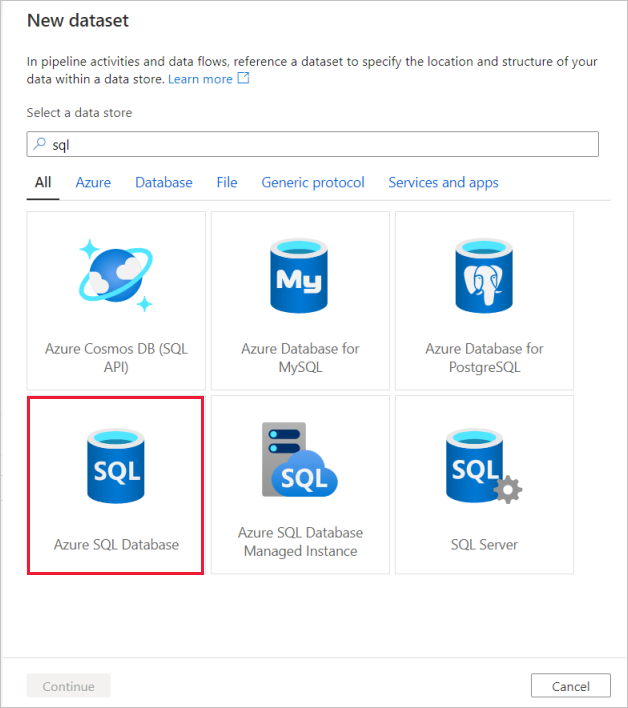 New dataset
In pipeline activities and data flows, reference a dataset to specify the location and structure of your
data within a data store. Learn more
Select a data store
sql
All Azure Database File Generic protocol Services and apps
My
Azure Cosmos DB (SQL
API)
Azure Database for
MySQL
Azure Database for
PostgreSQL
SQL
SQL
SQL
Azure SQL Database
Azure SQL Database
Managed Instance
SQL Server
Continue
Cancel